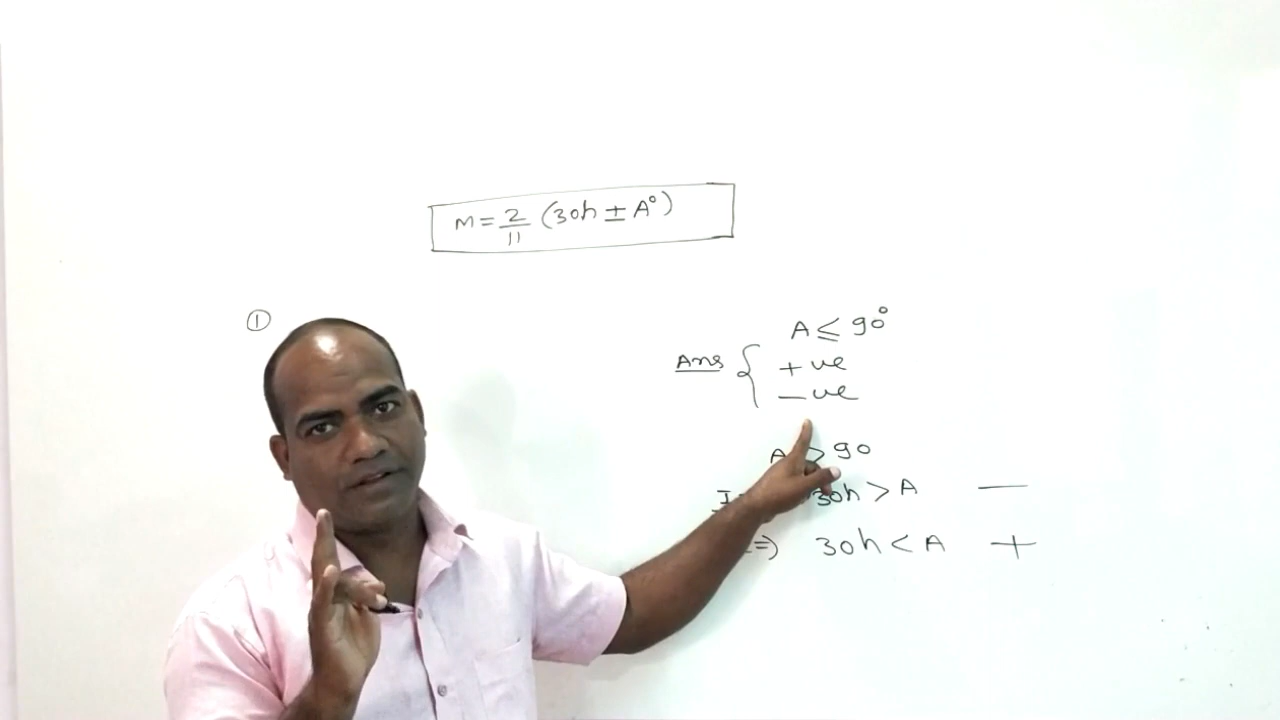 M = 2/11 (30h ± A°)
①
A ≤ 90°
Ans { +ve
-ve
A > 90
30h > A —
=) 30h < A +